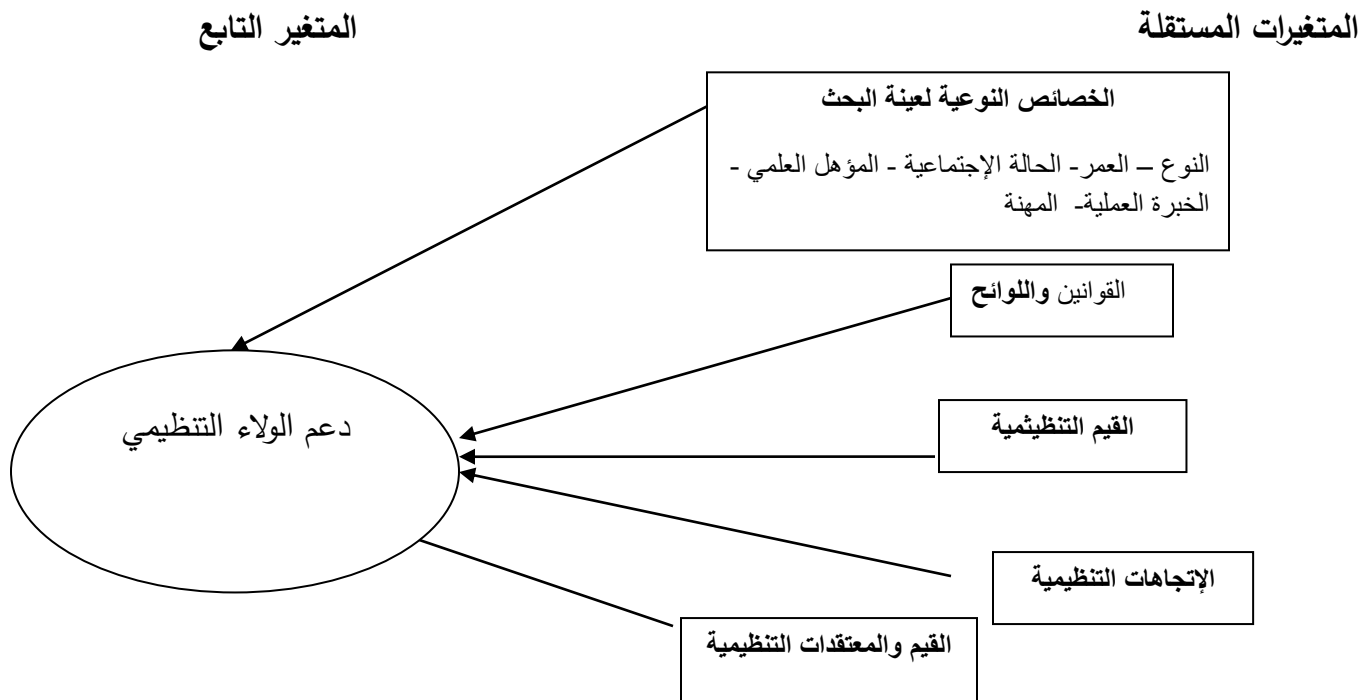 المتغيرات المستقلة
المتغير التابع
الخصائص النوعية لعينة البحث
النوع – العمر- الحالة الإجتماعية - المؤهل العلمي -
الخبرة العملية- المهنة
القوانين واللوائح
القيم التنظيثمية
دعم الولاء التنظيمي
الإتجاهات التنظيمية
القيم والمعتقدات التنظيمية